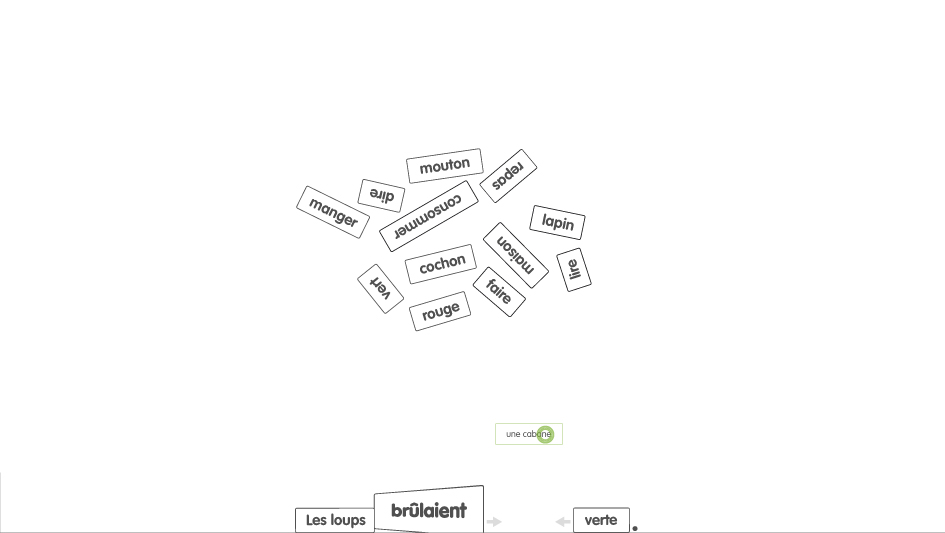 mouton
repas
dire
manger
consommer
lapin
maison
cochon
lire
vert
faire
rouge
une cabane
Les loups brûlaient verte .